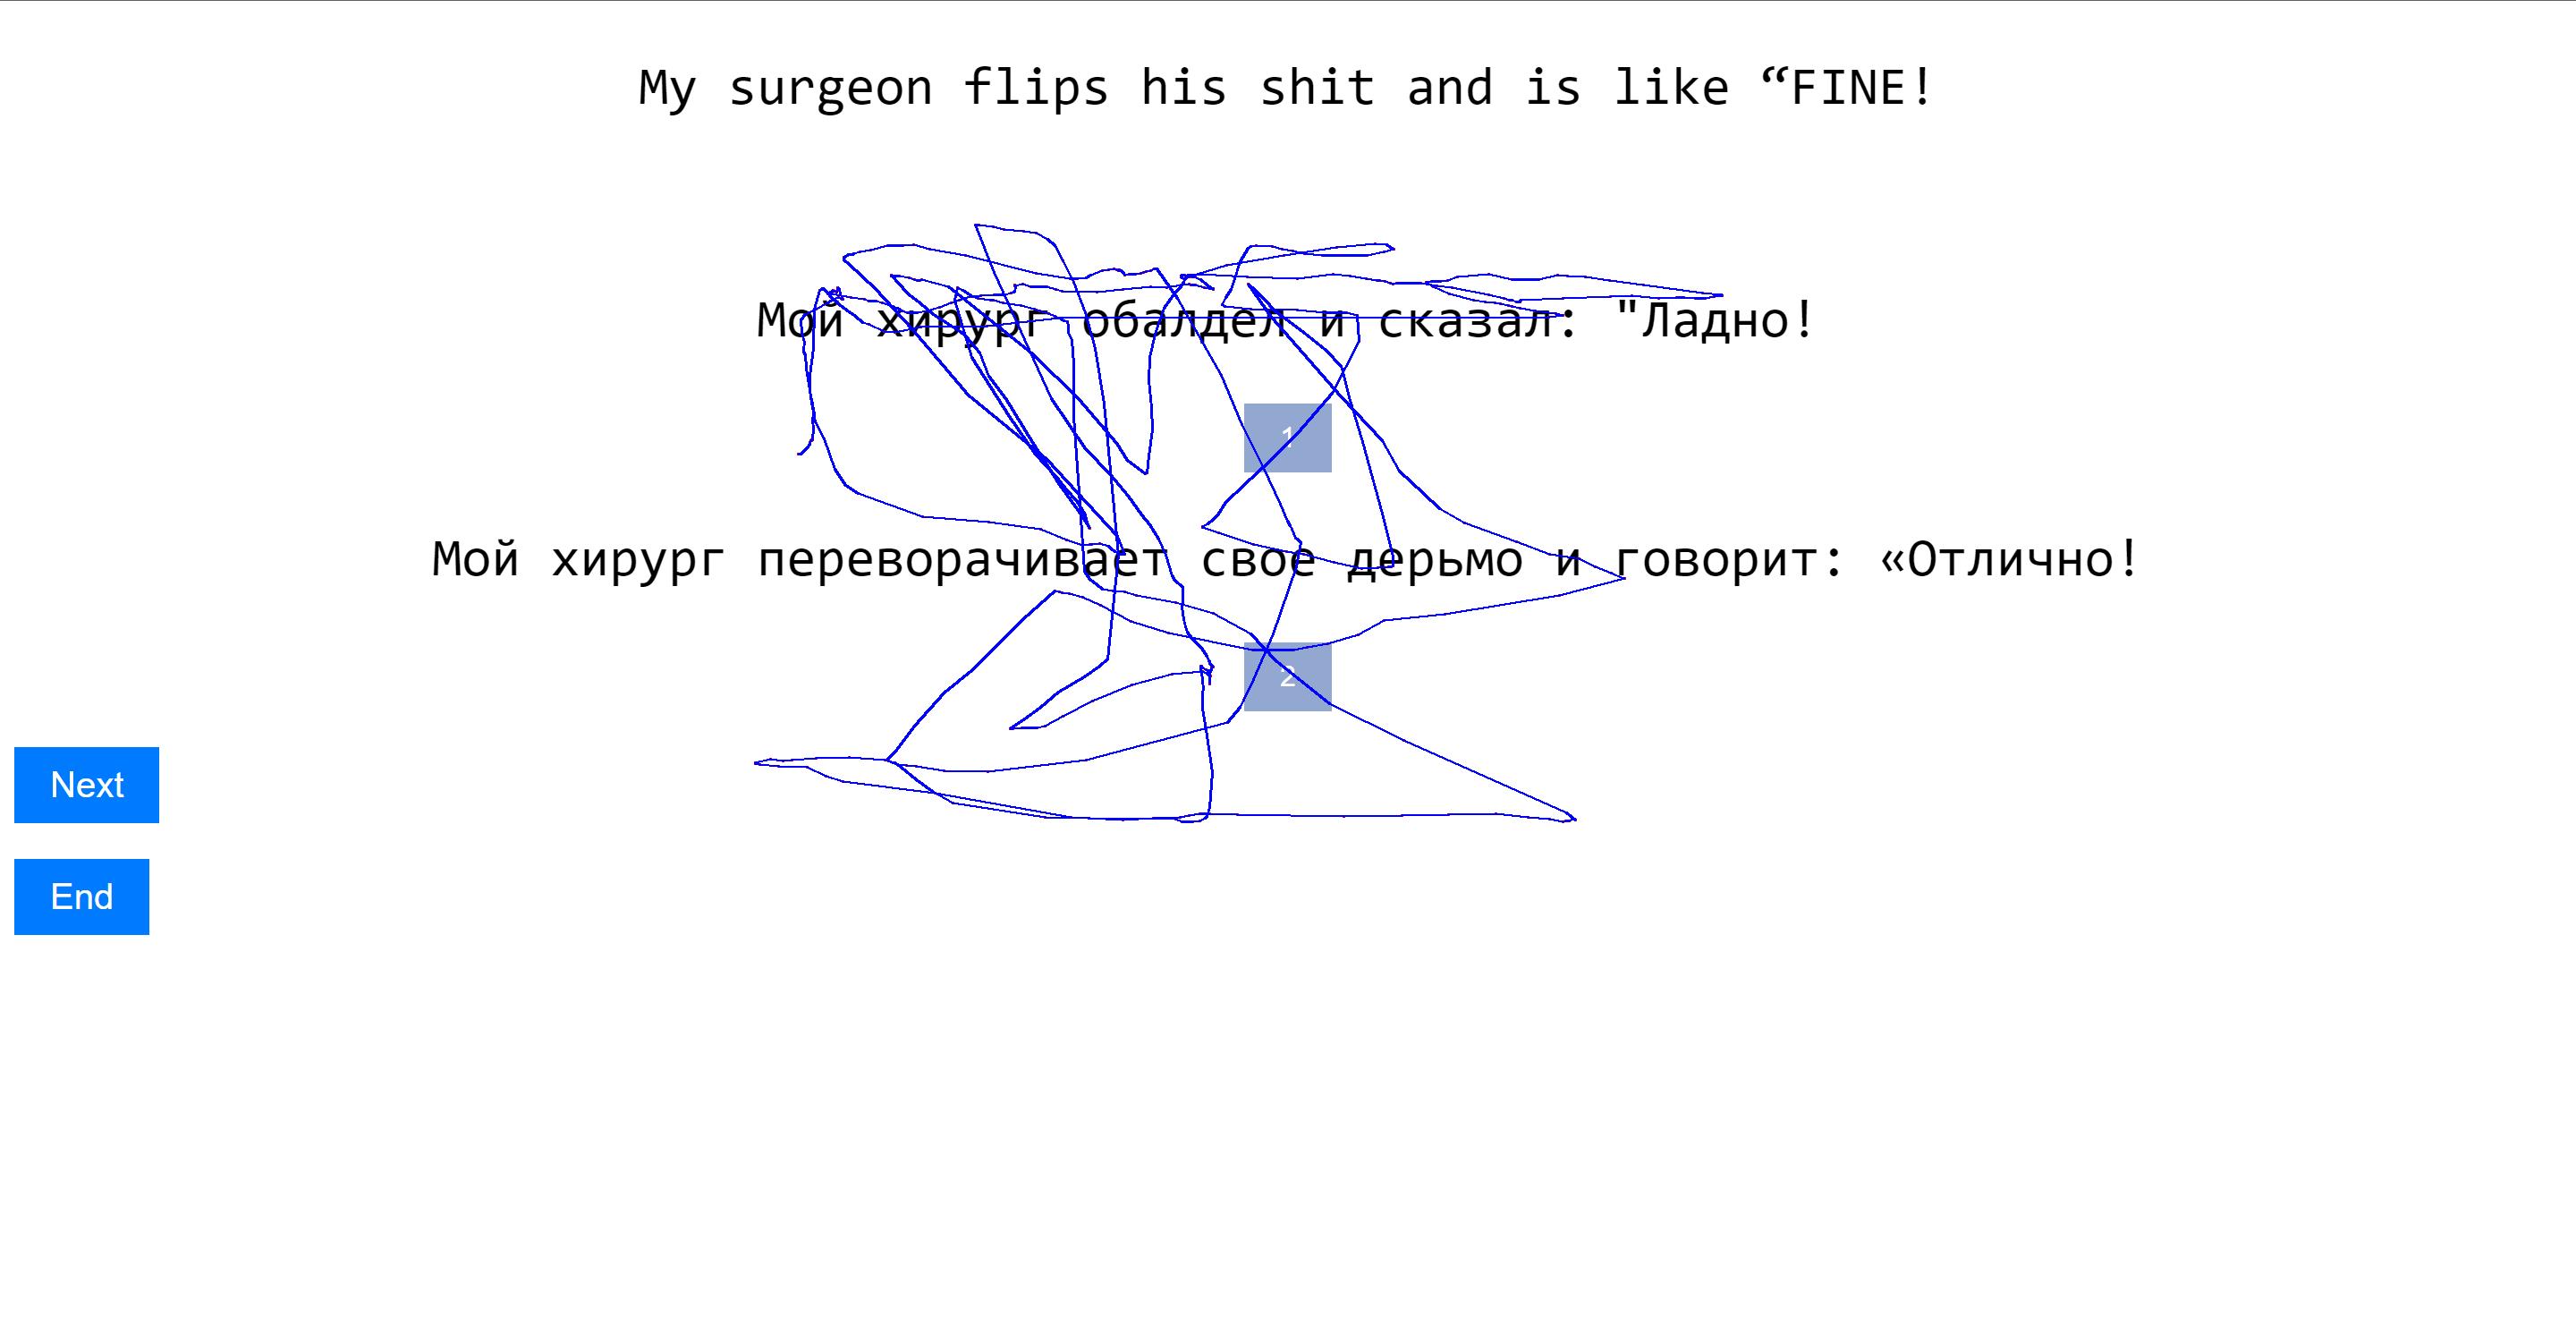 My surgeon flips his shit and is like “FINE!
Мой хирург обалдел и сказал: "Ладно!
1
Мой хирург переворачивает свое дерьмо и говорит: «Отлично!
2
Next
End